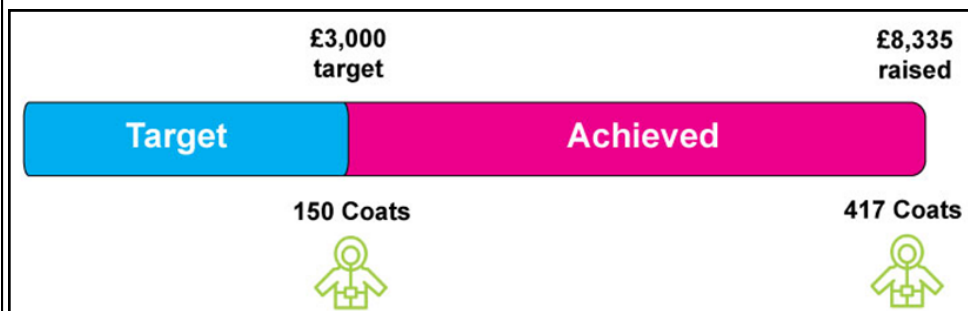 £3,000
target
£8,335
raised
Target
Achieved
150 Coats
417 Coats